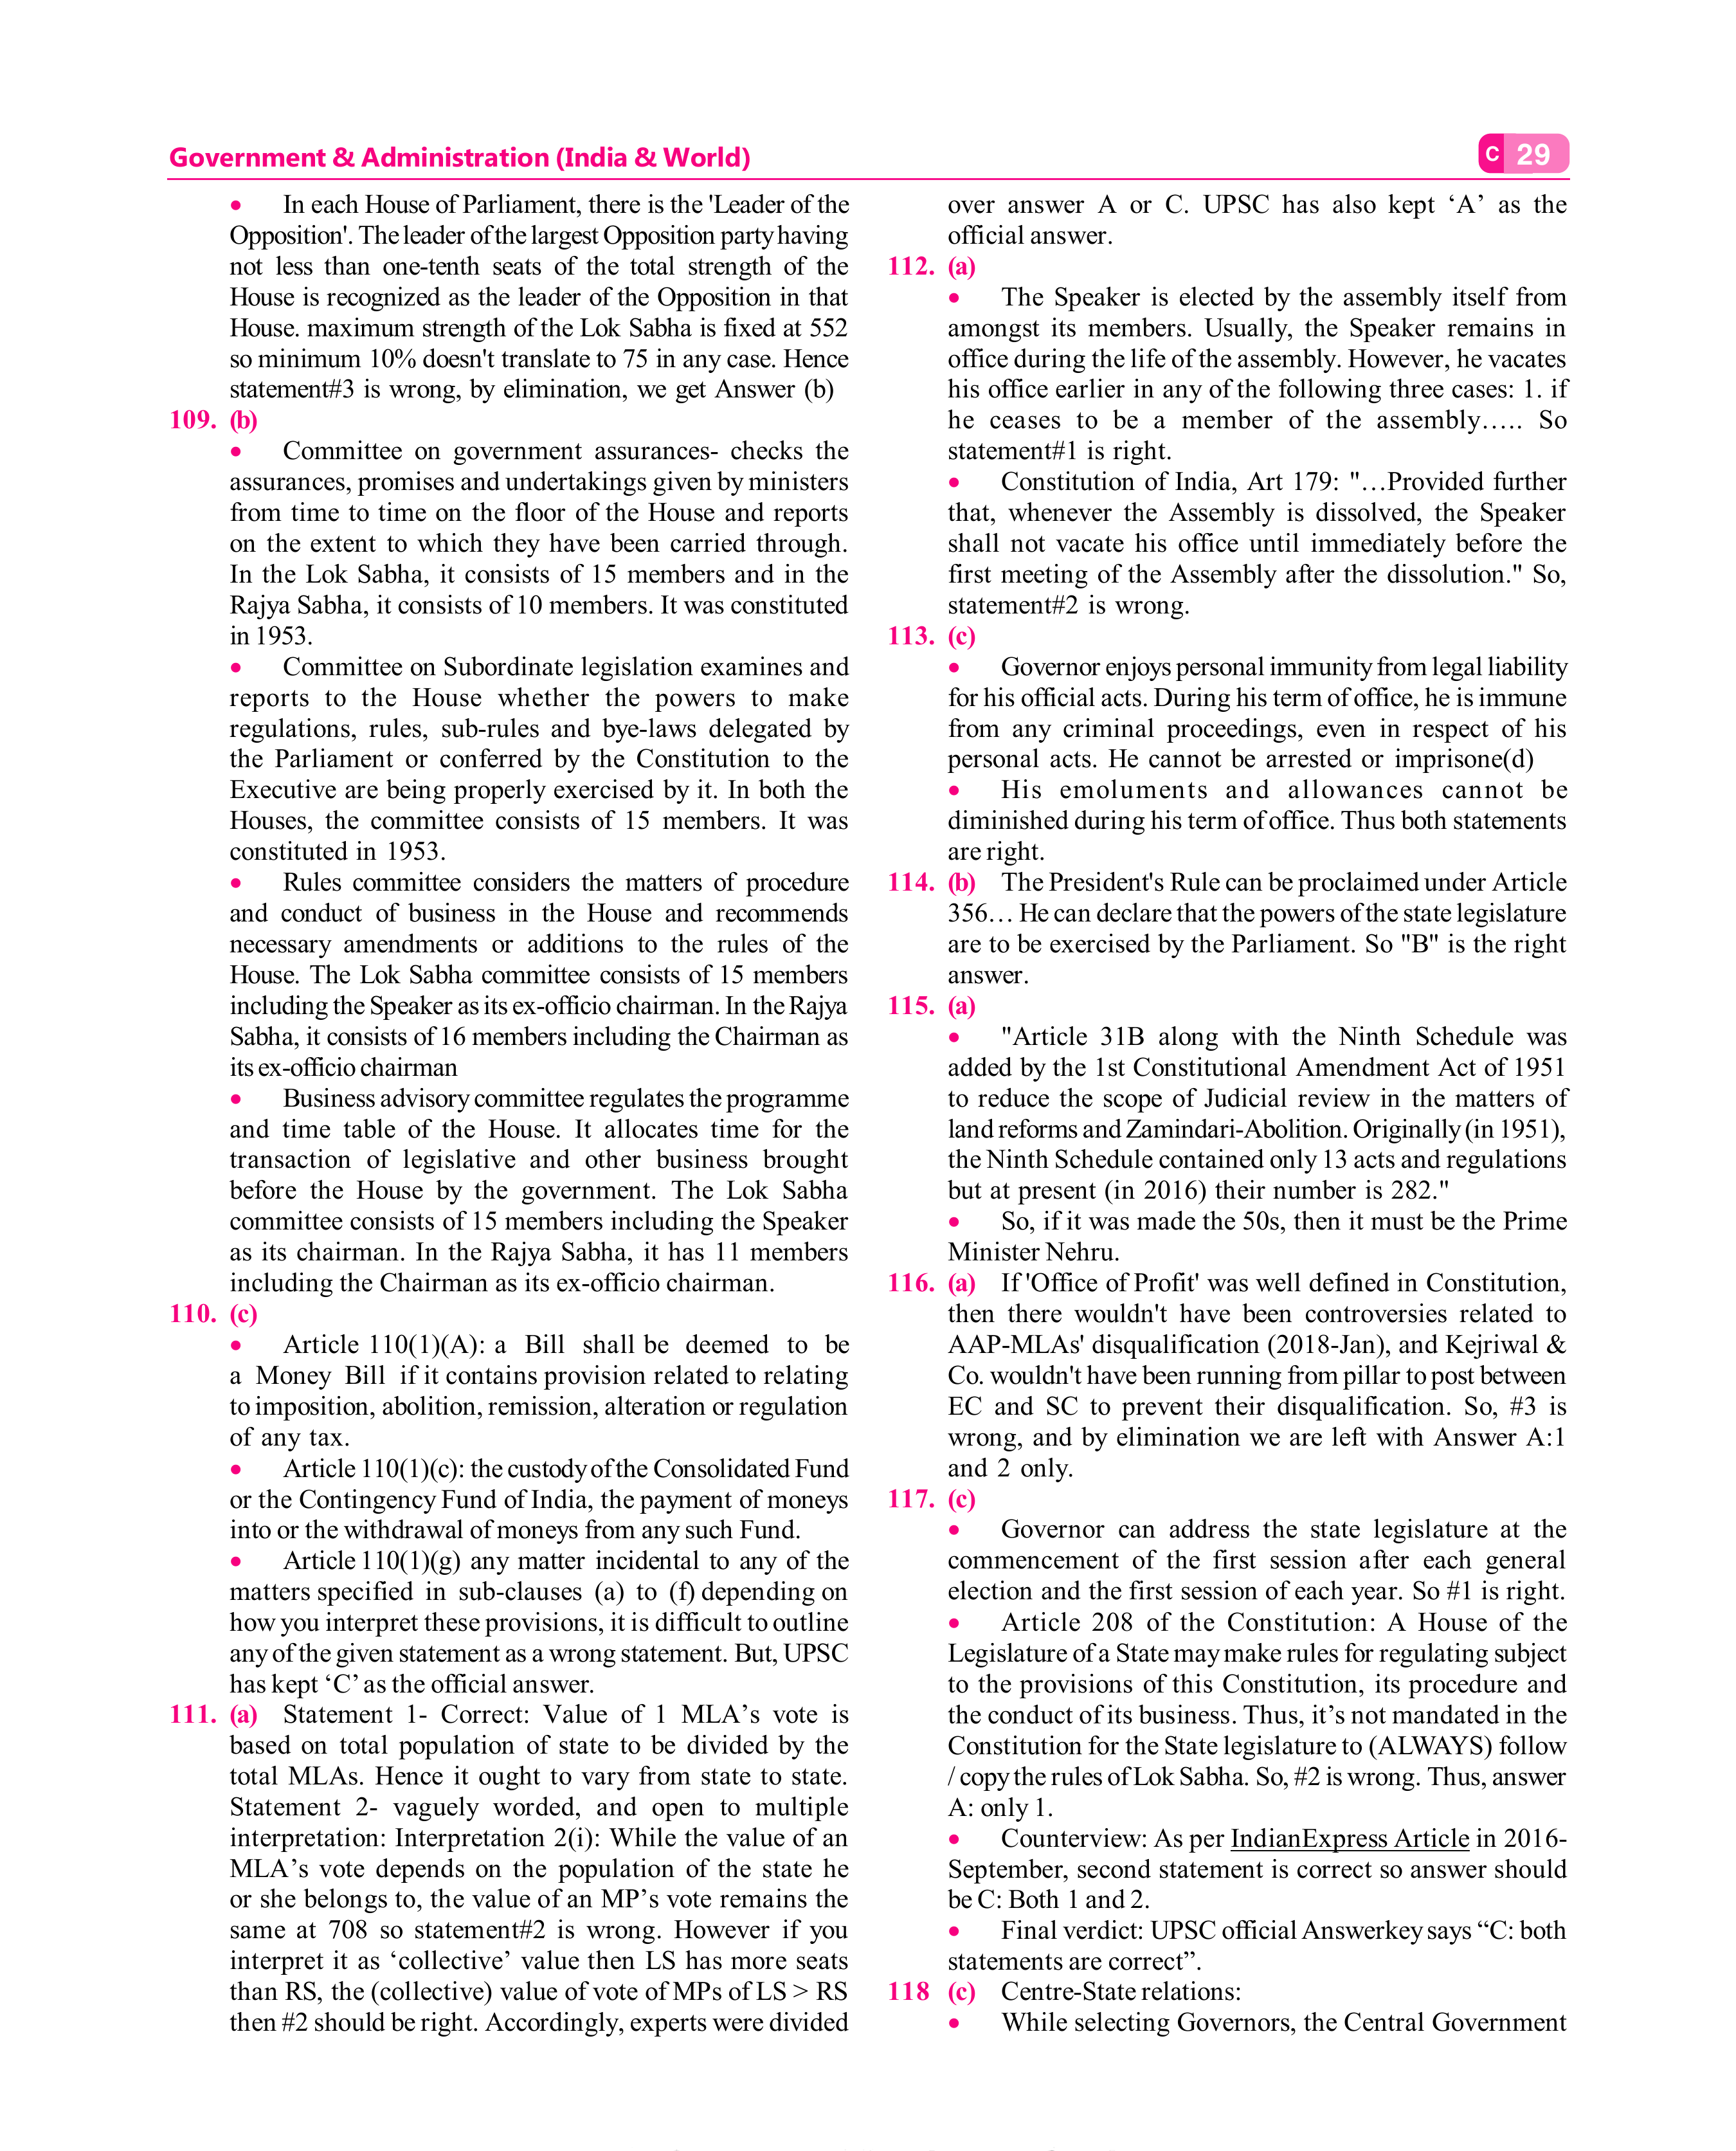 Government & Administration (India & World)
C 29
• In each House of Parliament, there is the 'Leader of the
Opposition'. The leader of the largest Opposition party having
not less than one-tenth seats of the total strength of the
House is recognized as the leader of the Opposition in that
House. maximum strength of the Lok Sabha is fixed at 552
so minimum 10% doesn't translate to 75 in any case. Hence
statement#3 is wrong, by elimination, we get Answer (b)
109. (b)
• Committee on government assurances- checks the
assurances, promises and undertakings given by ministers
from time to time on the floor of the House and reports
on the extent to which they have been carried through.
In the Lok Sabha, it consists of 15 members and in the
Rajya Sabha, it consists of 10 members. It was constituted
in 1953.
• Committee on Subordinate legislation examines and
reports to the House whether the powers to make
regulations, rules, sub-rules and bye-laws delegated by
the Parliament or conferred by the Constitution to the
Executive are being properly exercised by it. In both the
Houses, the committee consists of 15 members. It was
constituted in 1953.
• Rules committee considers the matters of procedure
and conduct of business in the House and recommends
necessary amendments or additions to the rules of the
House. The Lok Sabha committee consists of 15 members
including the Speaker as its ex-officio chairman. In the Rajya
Sabha, it consists of 16 members including the Chairman as
its ex-officio chairman
• Business advisory committee regulates the programme
and time table of the House. It allocates time for the
transaction of legislative and other business brought
before the House by the government. The Lok Sabha
committee consists of 15 members including the Speaker
as its chairman. In the Rajya Sabha, it has 11 members
including the Chairman as its ex-officio chairman.
110. (c)
• Article 110(1)(A): a Bill shall be deemed to be
a Money Bill if it contains provision related to relating
to imposition, abolition, remission, alteration or regulation
of any tax.
• Article 110(1)(c): the custody of the Consolidated Fund
or the Contingency Fund of India, the payment of moneys
into or the withdrawal of moneys from any such Fund.
• Article 110(1)(g) any matter incidental to any of the
matters specified in sub-clauses (a) to (f) depending on
how you interpret these provisions, it is difficult to outline
any of the given statement as a wrong statement. But, UPSC
has kept ‘C’ as the official answer.
111. (a) Statement 1- Correct: Value of 1 MLA’s vote is
based on total population of state to be divided by the
total MLAs. Hence it ought to vary from state to state.
Statement 2- vaguely worded, and open to multiple
interpretation: Interpretation 2(i): While the value of an
MLA’s vote depends on the population of the state he
or she belongs to, the value of an MP’s vote remains the
same at 708 so statement#2 is wrong. However if you
interpret it as ‘collective’ value then LS has more seats
than RS, the (collective) value of vote of MPs of LS > RS
then #2 should be right. Accordingly, experts were divided
over answer A or C. UPSC has also kept ‘A’ as the
official answer.
112. (a)
• The Speaker is elected by the assembly itself from
amongst its members. Usually, the Speaker remains in
office during the life of the assembly. However, he vacates
his office earlier in any of the following three cases: 1. if
he ceases to be a member of the assembly….. So
statement#1 is right.
• Constitution of India, Art 179: "…Provided further
that, whenever the Assembly is dissolved, the Speaker
shall not vacate his office until immediately before the
first meeting of the Assembly after the dissolution." So,
statement#2 is wrong.
113. (c)
• Governor enjoys personal immunity from legal liability
for his official acts. During his term of office, he is immune
from any criminal proceedings, even in respect of his
personal acts. He cannot be arrested or imprisone(d)
• His emoluments and allowances cannot be
diminished during his term of office. Thus both statements
are right.
114. (b) The President's Rule can be proclaimed under Article
356… He can declare that the powers of the state legislature
are to be exercised by the Parliament. So "B" is the right
answer.
115. (a)
• "Article 31B along with the Ninth Schedule was
added by the 1st Constitutional Amendment Act of 1951
to reduce the scope of Judicial review in the matters of
land reforms and Zamindari-Abolition. Originally (in 1951),
the Ninth Schedule contained only 13 acts and regulations
but at present (in 2016) their number is 282."
• So, if it was made the 50s, then it must be the Prime
Minister Nehru.
116. (a) If 'Office of Profit' was well defined in Constitution,
then there wouldn't have been controversies related to
AAP-MLAs' disqualification (2018-Jan), and Kejriwal &
Co. wouldn't have been running from pillar to post between
EC and SC to prevent their disqualification. So, #3 is
wrong, and by elimination we are left with Answer A:1
and 2 only.
117. (c)
• Governor can address the state legislature at the
commencement of the first session after each general
election and the first session of each year. So #1 is right.
• Article 208 of the Constitution: A House of the
Legislature of a State may make rules for regulating subject
to the provisions of this Constitution, its procedure and
the conduct of its business. Thus, it’s not mandated in the
Constitution for the State legislature to (ALWAYS) follow
/ copy the rules of Lok Sabha. So, #2 is wrong. Thus, answer
A: only 1.
• Counterview: As per IndianExpress Article in 2016-
September, second statement is correct so answer should
be C: Both 1 and 2.
• Final verdict: UPSC official Answerkey says “C: both
statements are correct”.
118 (c) Centre-State relations:
• While selecting Governors, the Central Government